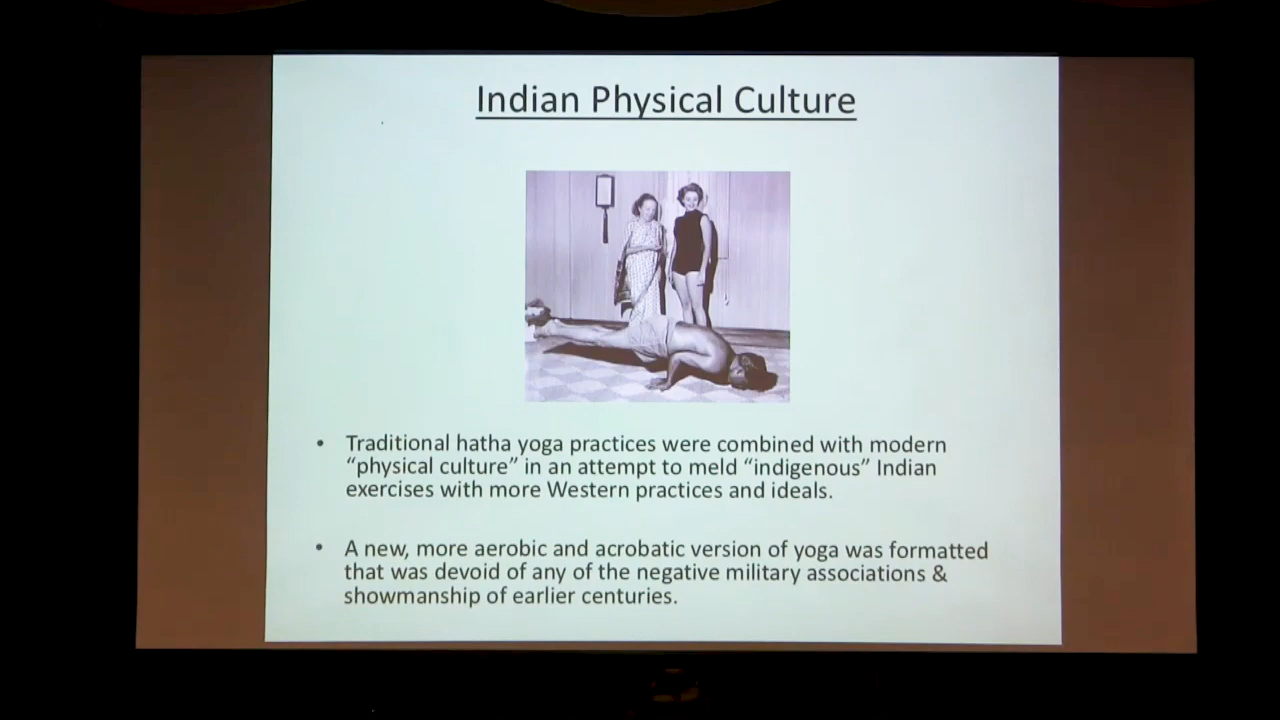 Indian Physical Culture
• Traditional hatha yoga practices were combined with modern
“physical culture” in an attempt to meld “indigenous” Indian
exercises with more Western practices and ideals.
• A new, more aerobic and acrobatic version of yoga was formatted
that was devoid of any of the negative military associations &
showmanship of earlier centuries.